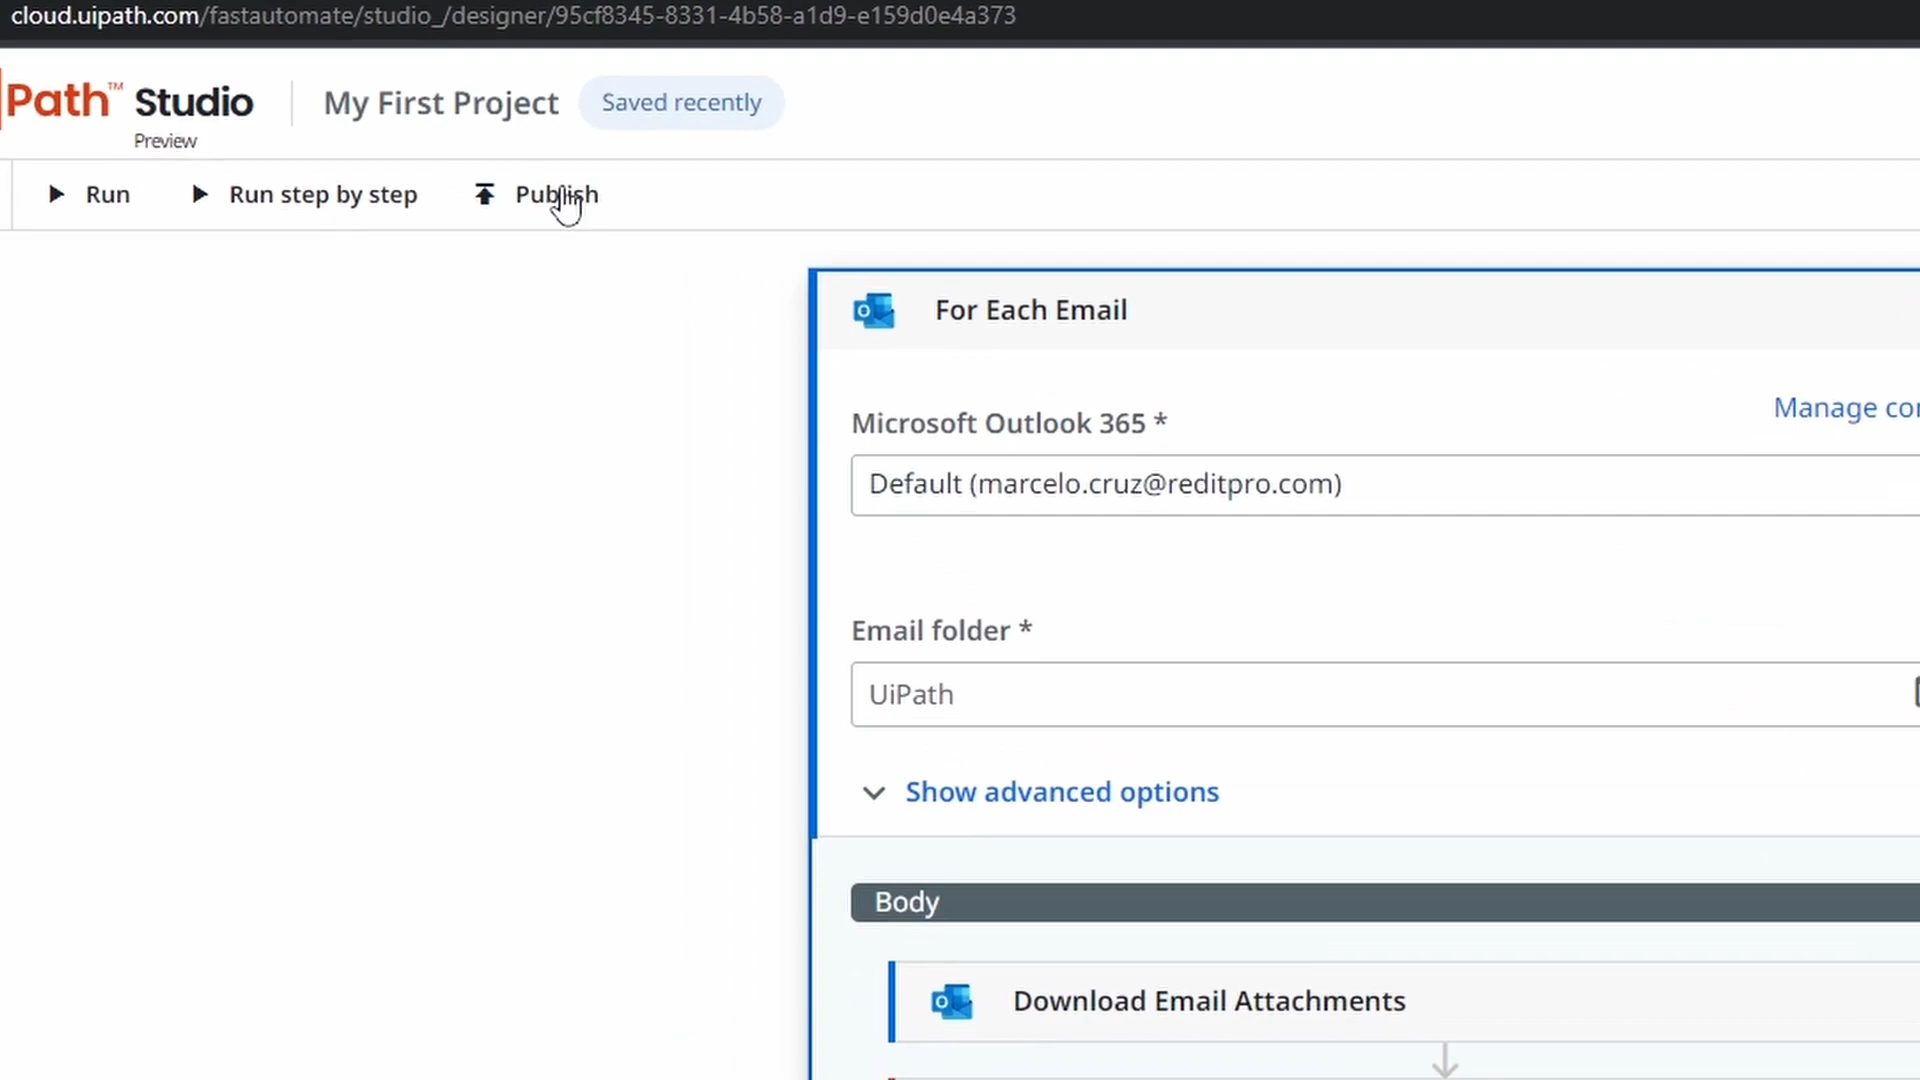 cloud.uipath.com/fastautomate/studio_/designer/95cf8345-8331-4b58-a1d9-e159d0e4a373
Path™ Studio
Preview
My First Project
Saved recently
Run
Run step by step
Publish
For Each Email
Manage
Microsoft Outlook 365 *
Default (marcelo.cruz@reditpro.com)
Email folder *
UiPath
Show advanced options
Body
Download Email Attachments